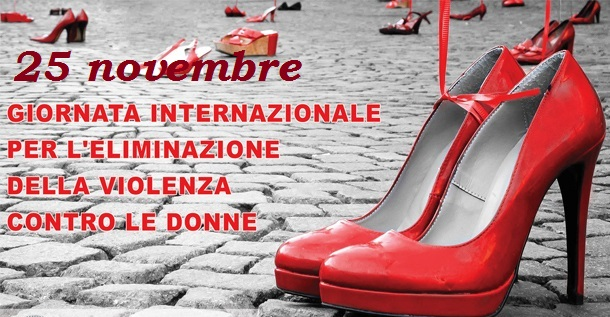 25 novembre
GIORNATA INTERNAZIONALE
PER L'ELIMINAZIONE
DELLA VIOLENZA
CONTRO LE DONNE